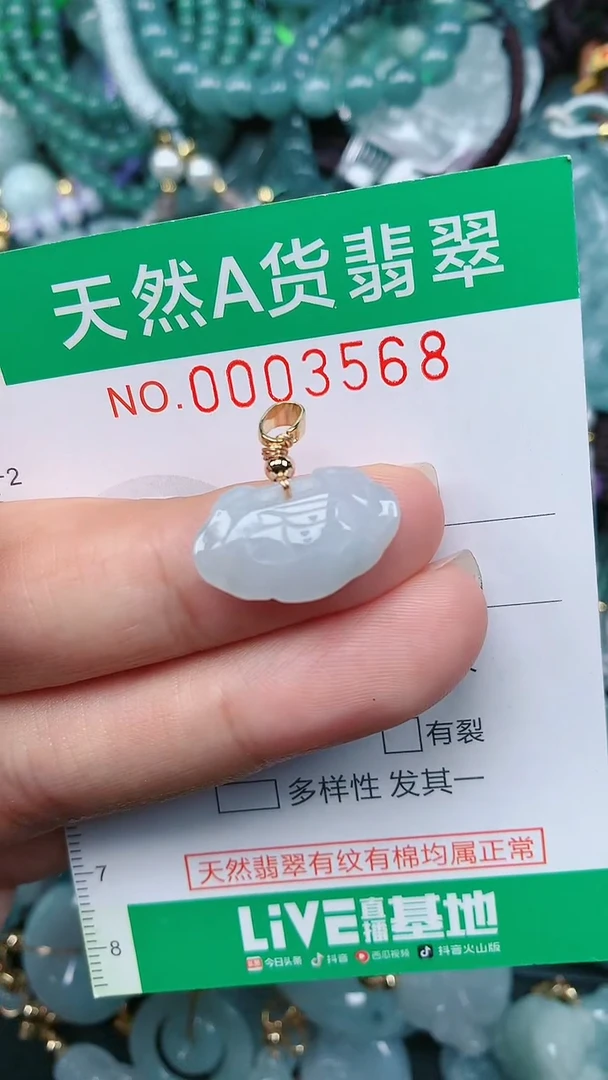 天然A货翡翠
NO.0003568
-2
有裂
多样性 发其一
天然翡翠有纹有棉均属正常
7
8
LiVE直播基地
今日头条 抖音 西瓜视频 抖音火山版